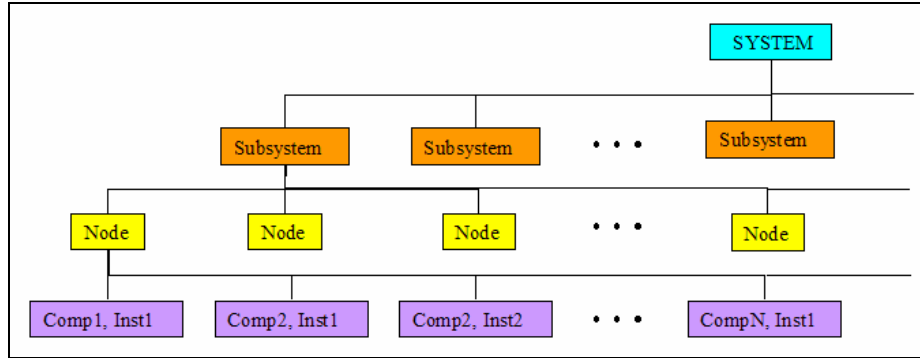 SYSTEM
Subsystem
Subsystem
• • •
Subsystem
Node
Node
Node
• • •
Node
Comp1, Inst1
Comp2, Inst1
Comp2, Inst2
• • •
CompN, Inst1